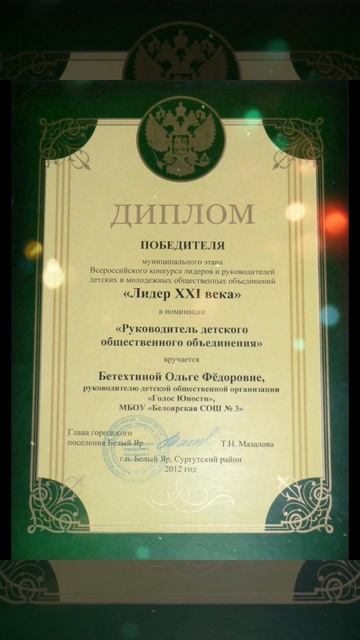 ДИПЛОМ
ПОБЕДИТЕЛЯ
муниципального этапа
Всероссийского конкурса лидеров и руководителей
детских и молодежных общественных объединений
«Лидер XXI века»
в номинации
«Руководитель детского
общественного объединения»
вручается
Бетехтиной Ольге Фёдоровне,
руководителю детской общественной организации
«Голос Юности»,
МБОУ «Белоярская СОШ № 3»
Глава городского
поселения Белый Яр
Т.Н. Мазалова
г.п. Белый Яр, Сургутский район
2012 год